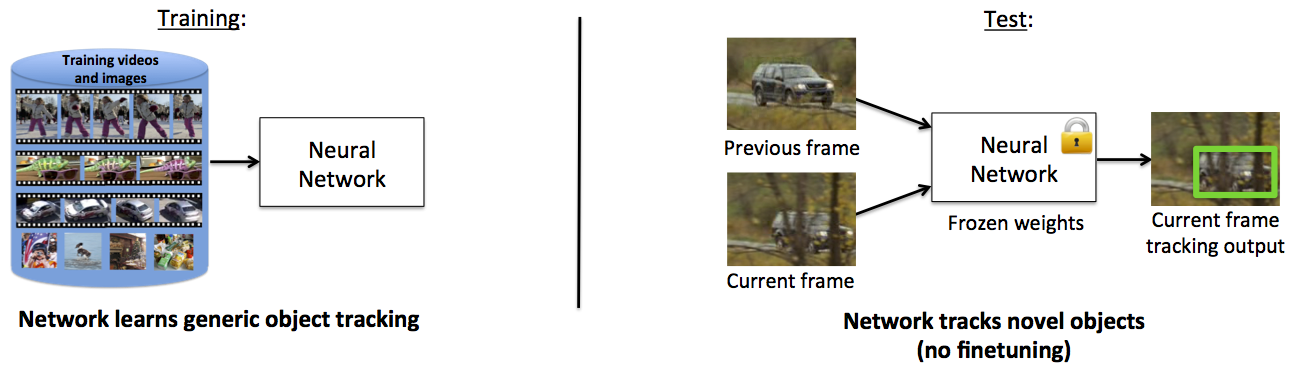 Training:
Training videos
and images
Neural
Network
Network learns generic object tracking
Test:
Previous frame
Current frame
Neural
Network
Frozen weights
Current frame
tracking output
Network tracks novel objects
(no finetuning)